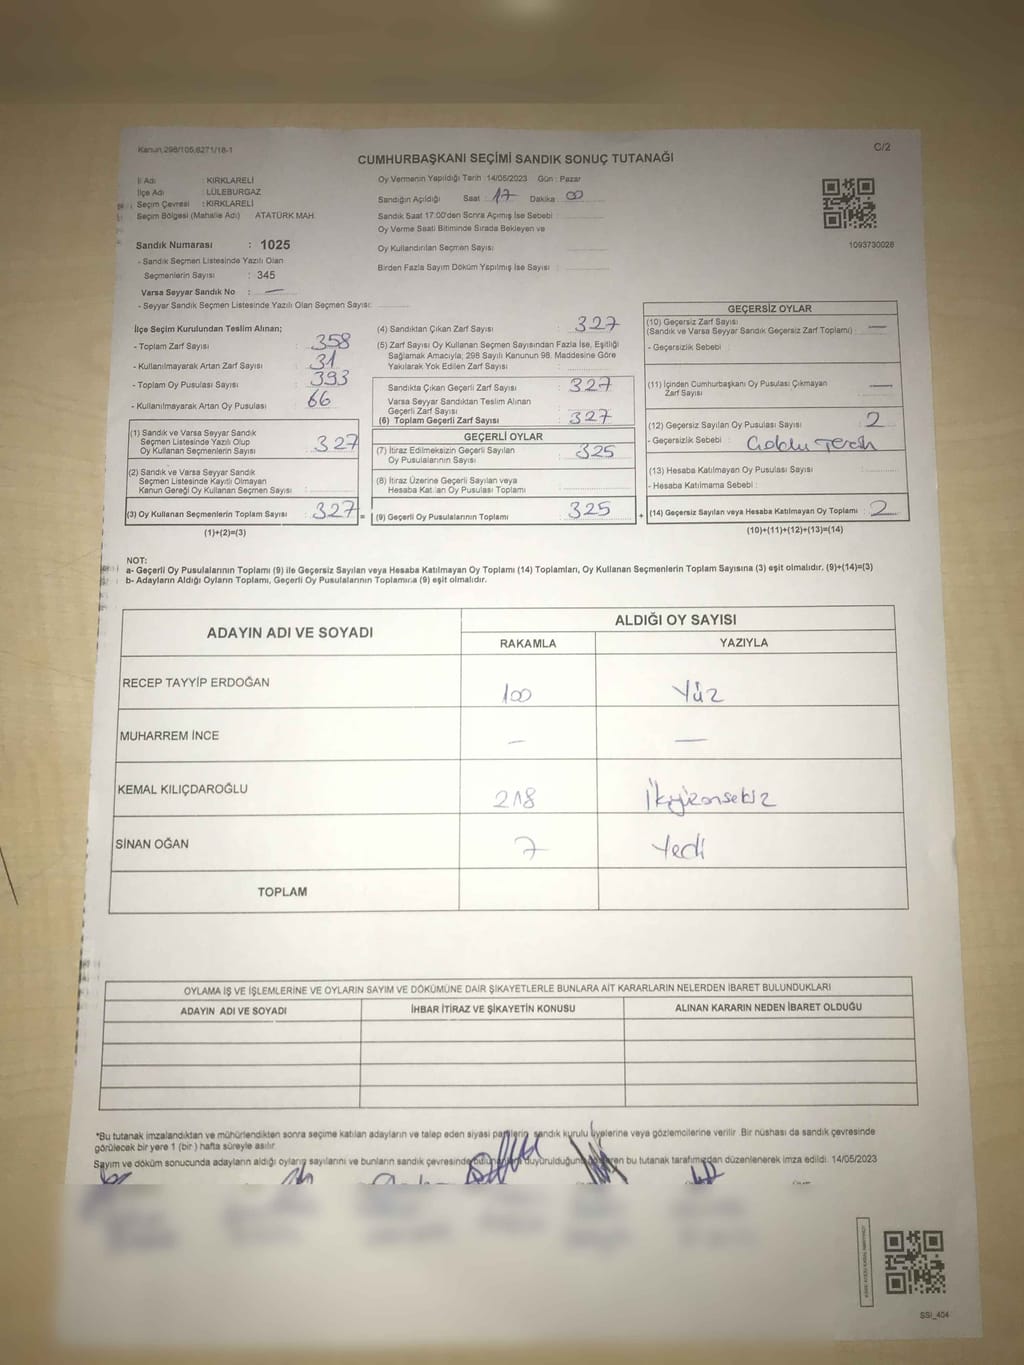 Kanun:298/105;6271/18-1
C/2
CUMHURBAŞKANI SEÇİMİ SANDIK SONUÇ TUTANAĞI
İl Adı : KIRKLARELİ
İlçe Adı : LÜLEBURGAZ
Seçim Çevresi : KIRKLARELİ
Seçim Bölgesi (Mahalle Adı) ATATÜRK MAH.
Sandık Numarası : 1025
- Sandık Seçmen Listesinde Yazılı Olan
Seçmenlerin Sayısı : 345
Varsa Seyyar Sandık No : —
- Seyyar Sandık Seçmen Listesinde Yazılı Olan Seçmen Sayısı:
Oy Vermenin Yapıldığı Tarih :14/05/2023 Gün : Pazar
Sandığın Açıldığı Saat : 17 Dakika : 00
Sandık Saat 17:00'den Sonra Açımış İse Sebebi :
Oy Verme Saati Bitiminde Sırada Bekleyen ve
Oy Kullandırılan Seçmen Sayısı:
Birden Fazla Sayım Döküm Yapılmış İse Sayısı :
1093730028
İlçe Seçim Kurulundan Teslim Alınan;
- Toplam Zarf Sayısı : 358
- Kullanılmayarak Artan Zarf Sayısı : 31
- Toplam Oy Pusulası Sayısı : 393
- Kullanılmayarak Artan Oy Pusulası : 66
(1) Sandık ve Varsa Seyyar Sandık
Seçmen Listesinde Yazılı Olup
Oy Kullanan Seçmenlerin Sayısı : 327
(2) Sandık ve Varsa Seyyar Sandık
Seçmen Listesinde Kayıtlı Olmayan
Kanun Gereği Oy Kullanan Seçmen Sayısı :
(3) Oy Kullanan Seçmenlerin Toplam Sayısı : 327 =
(1)+(2)=(3)
(4) Sandıktan Çıkan Zarf Sayısı : 327
(5) Zarf Sayısı Oy Kullanan Seçmen Sayısından Fazla İse, Eşitliği
Sağlamak Amacıyla; 298 Sayılı Kanunun 98. Maddesine Göre
Yakılarak Yok Edilen Zarf Sayısı :
Sandıkta Çıkan Geçerli Zarf Sayısı : 327
Varsa Seyyar Sandıktan Teslim Alınan
Geçerli Zarf Sayısı :
(6) Toplam Geçerli Zarf Sayısı : 327
GEÇERLİ OYLAR
(7) İtiraz Edilmeksizin Geçerli Sayılan
Oy Pusulalarının Sayısı : 325
(8) İtiraz Üzerine Geçerli Sayılan veya
Hesaba Katılan Oy Pusulası Toplamı :
(9) Geçerli Oy Pusulalarının Toplamı : 325 +
GEÇERSİZ OYLAR
(10) Geçersiz Zarf Sayısı
(Sandık ve Varsa Seyyar Sandık Geçersiz Zarf Toplamı) : —
- Geçersizlik Sebebi :
(11) İçinden Cumhurbaşkanı Oy Pusulası Çıkmayan
Zarf Sayısı : —
(12) Geçersiz Sayılan Oy Pusulası Sayısı : 2
- Geçersizlik Sebebi :
(13) Hesaba Katılmayan Oy Pusulası Sayısı :
- Hesaba Katılmama Sebebi :
(14) Geçersiz Sayılan veya Hesaba Katılmayan Oy Toplamı : 2
(10)+(11)+(12)+(13)=(14)
NOT:
a- Geçerli Oy Pusulalarının Toplamı (9) ile Geçersiz Sayılan veya Hesaba Katılmayan Oy Toplamı (14) Toplamları, Oy Kullanan Seçmenlerin Toplam Sayısına (3) eşit olmalıdır. (9)+(14)=(3)
b- Adayların Aldığı Oyların Toplamı, Geçerli Oy Pusulalarının Toplamına (9) eşit olmalıdır.
ADAYIN ADI VE SOYADI
ALDIĞI OY SAYISI
RAKAMLA YAZIYLA
RECEP TAYYİP ERDOĞAN 100 Yüz
MUHARREM İNCE — —
KEMAL KILIÇDAROĞLU 218 İkiyüzonsekiz
SİNAN OĞAN 7 Yedi
TOPLAM
OYLAMA İŞ VE İŞLEMLERİNE VE OYLARIN SAYIM VE DÖKÜMÜNE DAİR ŞİKAYETLERLE BUNLARA AİT KARARLARIN NELERDEN İBARET BULUNDUKLARI
ADAYIN ADI VE SOYADI İHBAR İTİRAZ VE ŞİKAYETİN KONUSU ALINAN KARARIN NEDEN İBARET OLDUĞU
*Bu tutanak imzalandıktan ve mühürlendikten sonra seçime katılan adayların ve talep eden siyasi partilerin sandık kurulu üyelerine veya gözlemcilerine verilir. Bir nüshası da sandık çevresinde
görülecek bir yere 1 (bir) hafta süreyle asılır.
Sayım ve döküm sonucunda adayların aldığı oyların sayılarını ve bunların sandık çevresinde duyurulduğunu bu tutanak tarafımızdan düzenlenerek imza edildi. 14/05/2023
SSI_404